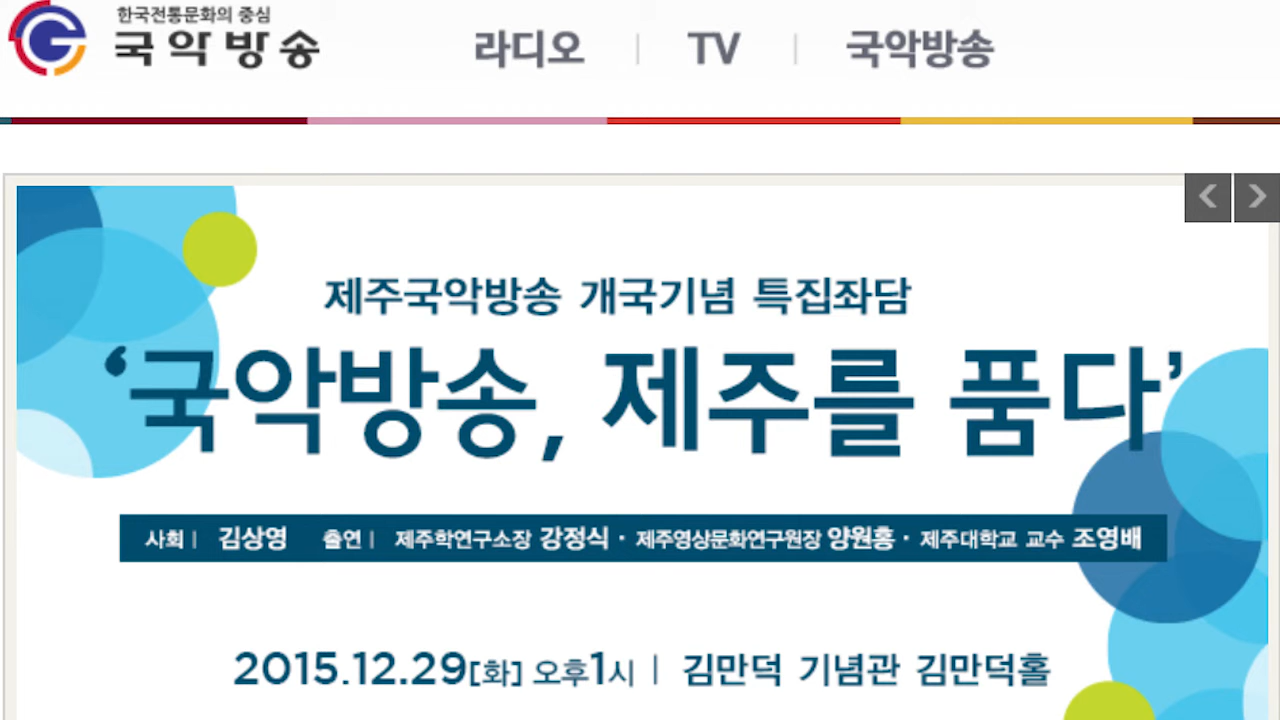 한국전통문화의 중심
국악방송
라디오 | TV | 국악방송
제주국악방송 개국기념 특집좌담
‘국악방송, 제주를 품다’
사회 | 김상영 출연 | 제주학연구소장 강정식 · 제주영상문화연구원장 양원홍 · 제주대학교 교수 조영배
2015.12.29[화] 오후1시 | 김만덕 기념관 김만덕홀